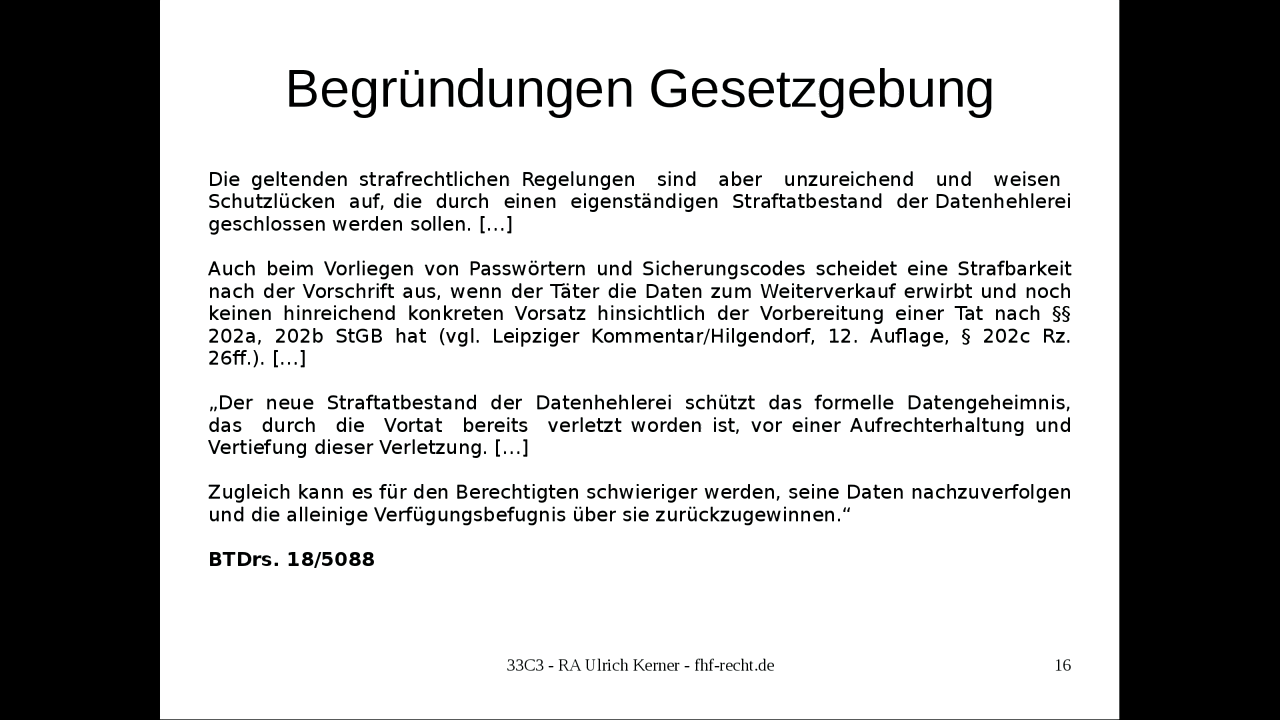 Begründungen Gesetzgebung
Die geltenden strafrechtlichen Regelungen sind aber unzureichend und weisen
Schutzlücken auf, die durch einen eigenständigen Straftatbestand der Datenhehlerei
geschlossen werden sollen. [...]
Auch beim Vorliegen von Passwörtern und Sicherungscodes scheidet eine Strafbarkeit
nach der Vorschrift aus, wenn der Täter die Daten zum Weiterverkauf erwirbt und noch
keinen hinreichend konkreten Vorsatz hinsichtlich der Vorbereitung einer Tat nach §§
202a, 202b StGB hat (vgl. Leipziger Kommentar/Hilgendorf, 12. Auflage, § 202c Rz.
26ff.). [...]
„Der neue Straftatbestand der Datenhehlerei schützt das formelle Datengeheimnis,
das durch die Vortat bereits verletzt worden ist, vor einer Aufrechterhaltung und
Vertiefung dieser Verletzung. [...]
Zugleich kann es für den Berechtigten schwieriger werden, seine Daten nachzuverfolgen
und die alleinige Verfügungsbefugnis über sie zurückzugewinnen.“
BTDrs. 18/5088
33C3 - RA Ulrich Kerner - fhf-recht.de
16